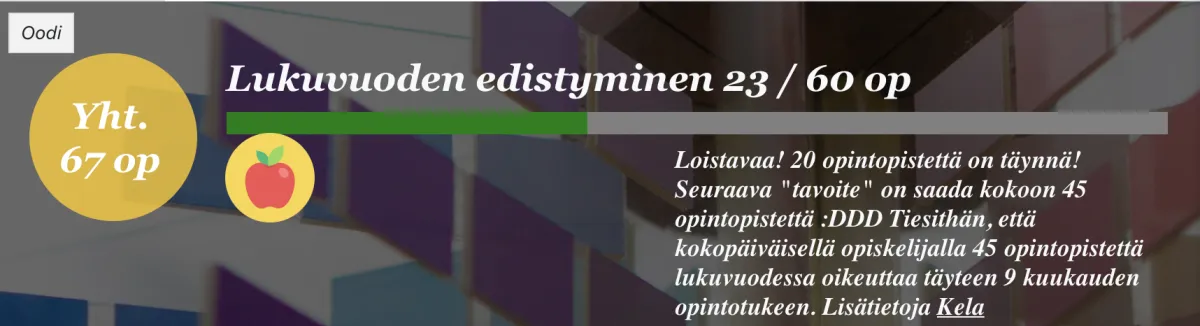 Oodi
Yht.
67 op
Lukuvuoden edistyminen 23 / 60 op
Loistavaa! 20 opintopistettä on täynnä!
Seuraava "tavoite" on saada kokoon 45
opintopistettä :DDD Tiesithän, että
kokopäiväisellä opiskelijalla 45 opintopistettä
lukuvuodessa oikeuttaa täyteen 9 kuukauden
opintotukeen. Lisätietoja Kela